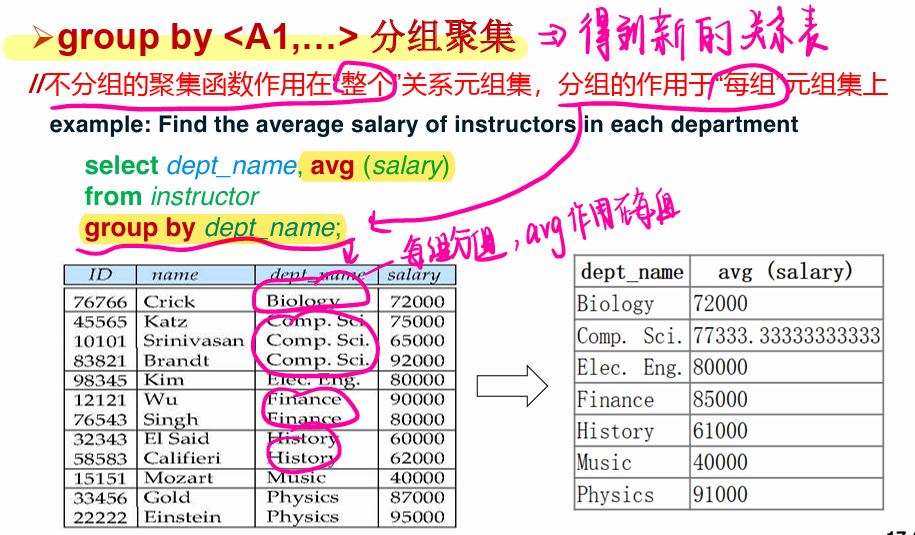 ➢group by <A1,…> 分组聚集 ⇒ 得到新的关系表
//不分组的聚集函数作用在“整个”关系元组集，分组的作用于“每组”元组集上
example: Find the average salary of instructors in each department
select dept_name, avg (salary)
from instructor
group by dept_name;
每组分组，avg作用在每组
ID name dept_name salary
76766 Crick Biology 72000
45565 Katz Comp. Sci. 75000
10101 Srinivasan Comp. Sci. 65000
83821 Brandt Comp. Sci. 92000
98345 Kim Elec. Eng. 80000
12121 Wu Finance 90000
76543 Singh Finance 80000
32343 El Said History 60000
58583 Califieri History 62000
15151 Mozart Music 40000
33456 Gold Physics 87000
22222 Einstein Physics 95000
dept_name avg (salary)
Biology 72000
Comp. Sci. 77333.33333333333
Elec. Eng. 80000
Finance 85000
History 61000
Music 40000
Physics 91000